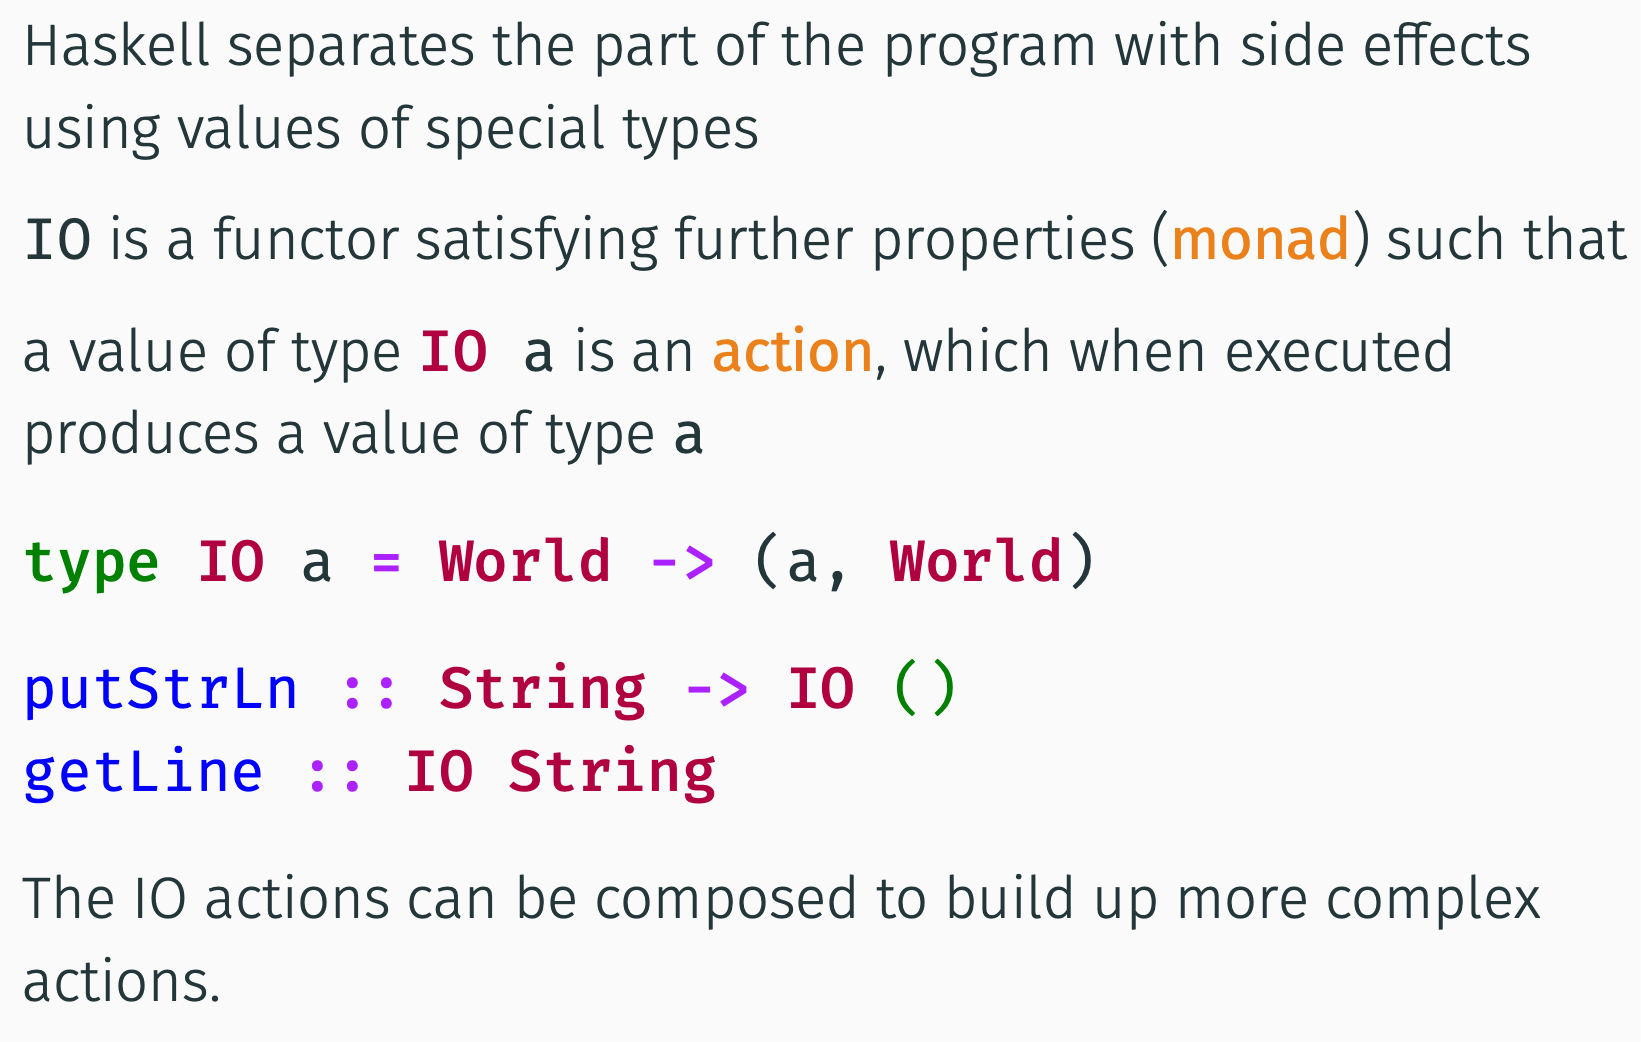 Haskell separates the part of the program with side effects
using values of special types
IO is a functor satisfying further properties (monad) such that
a value of type IO a is an action, which when executed
produces a value of type a
type IO a = World -> (a, World)
putStrLn :: String -> IO ()
getLine :: IO String
The IO actions can be composed to build up more complex
actions.